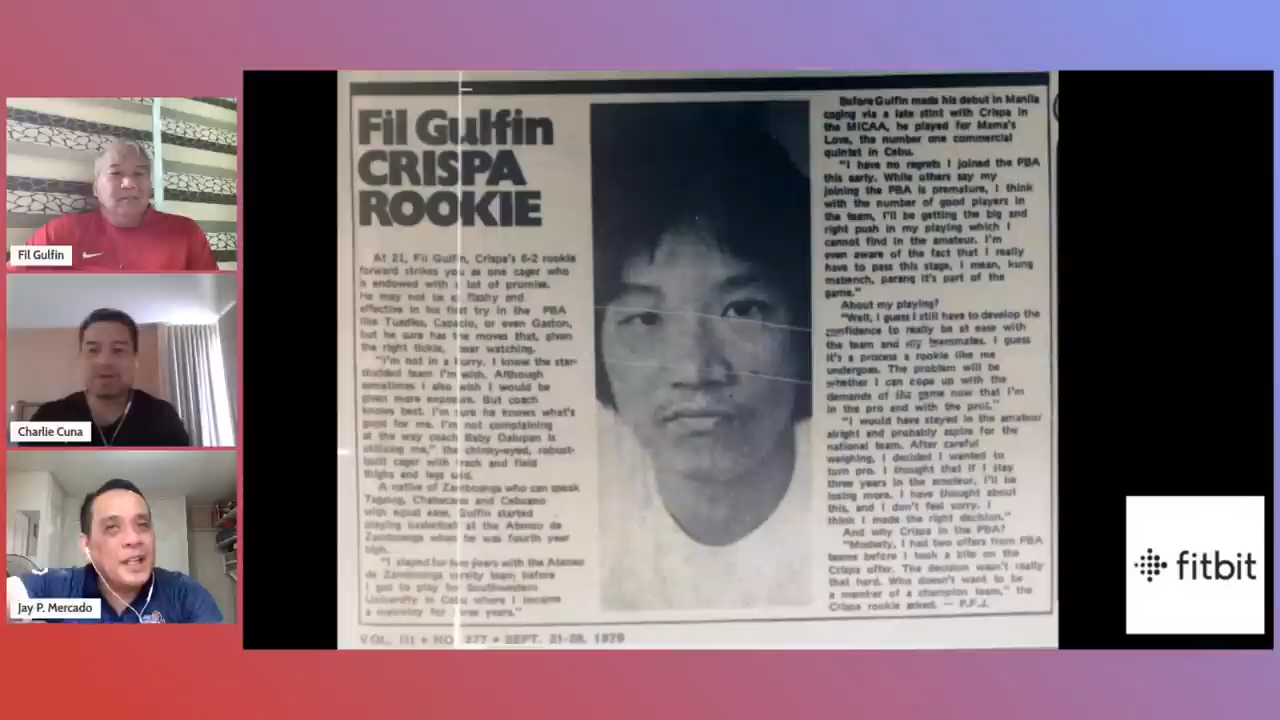 Fil Gulfin
Charlie Cuna
Jay P. Mercado
Fil Gulfin
CRISPA
ROOKIE
At 21, Fil Gulfin, Crispa's 6-2 rookie
forward strikes you as one cager who
is endowed with a lot of promise.
He may not be as flashy and
effective in his first try in the PBA
like Tuadles, Capacio, or even Gaston,
but he sure has the moves that, given
the right tickle, bear watching.
"I'm not in a hurry. I know the star-
studded team I'm with. Although
sometimes I also wish I would be
given more exposure. But coach
knows best. I'm sure he knows what's
good for me. I'm not complaining
at the way coach Baby Dalupan is
utilizing me," the chinky-eyed, robust-
built cager with track and field
thighs and legs said.
A native of Zamboanga who can speak
Tagalog, Chabacano and Cebuano
with equal ease, Gulfin started
playing basketball at the Ateneo de
Zamboanga when he was fourth year
high.
"I stayed for two years with the Ateneo
de Zamboanga varsity team before
I got to play for Southwestern
University in Cebu where I became
a mainstay for three years."
Before Gulfin made his debut in Manila
caging via a late stint with Crispa in
the MICAA, he played for Mama's
Love, the number one commercial
quintet in Cebu.
"I have no regrets I joined the PBA
this early. While others say my
joining the PBA is premature, I think
with the number of good players in
the team, I'll be getting the big and
right push in my playing which I
cannot find in the amateur. I'm
even aware of the fact that I really
have to pass this stage, I mean, kung
mabench, parang it's part of the
game."
About my playing?
"Well, I guess I still have to develop the
confidence to really be at ease with
the team and my teammates. I guess
it's a process a rookie like me
undergoes. The problem will be
whether I can cope up with the
demands of the game now that I'm
in the pro and with the pros."
"I would have stayed in the amateur
alright and probably aspire for the
national team. After careful
weighing, I decided I wanted to
turn pro. I thought that if I stay
three years in the amateur, I'll be
losing more. I have thought about
this, and I don't feel sorry. I
think I made the right decision."
And why Crispa in the PBA?
"Modesty, I had two offers from PBA
teams before I took a bite on the
Crispa offer. The decision wasn't really
that hard. Who doesn't want to be
a member of a champion team," the
Crispa rookie asked. — P.F.J.
VOL. III • NO. 277 • SEPT. 21-28, 1979
fitbit